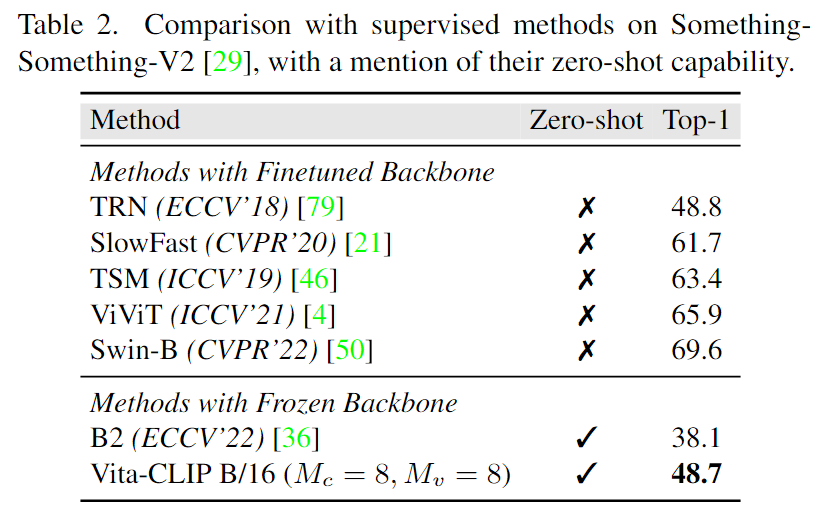 Table 2. Comparison with supervised methods on Something-
Something-V2 [29], with a mention of their zero-shot capability.
Method Zero-shot Top-1
Methods with Finetuned Backbone
TRN (ECCV’18) [79] ✗ 48.8
SlowFast (CVPR’20) [21] ✗ 61.7
TSM (ICCV’19) [46] ✗ 63.4
ViViT (ICCV’21) [4] ✗ 65.9
Swin-B (CVPR’22) [50] ✗ 69.6
Methods with Frozen Backbone
B2 (ECCV’22) [36] ✓ 38.1
Vita-CLIP B/16 (M_c = 8, M_v = 8) ✓ 48.7